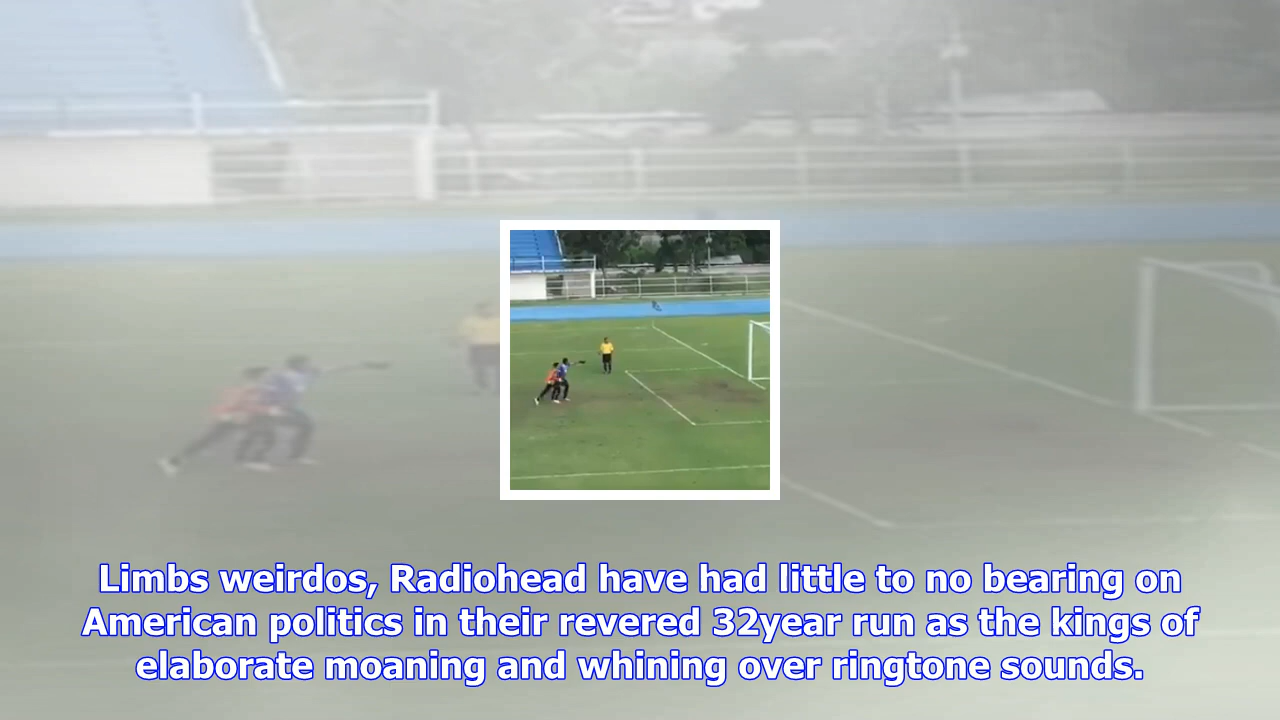 Limbs weirdos, Radiohead have had little to no bearing on
American politics in their revered 32year run as the kings of
elaborate moaning and whining over ringtone sounds.